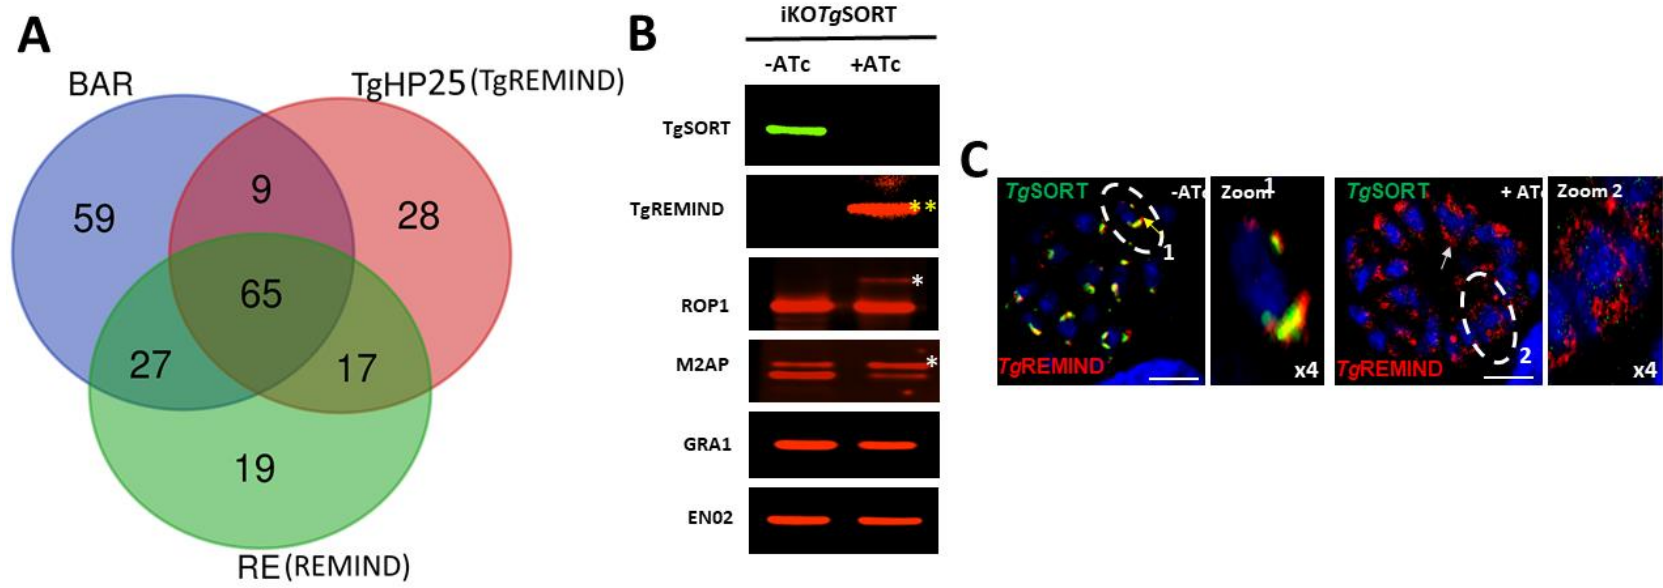 A
BAR
TgHP25 (TgREMIND)
59
9
28
65
27
17
19
RE (REMIND)
B
iKOTgSORT
-ATc
+ATc
TgSORT
TgREMIND
**
ROP1
*
M2AP
*
GRA1
EN02
C
TgSORT
-ATc
1
TgREMIND
Zoom 1
x4
TgSORT
+ ATc
2
TgREMIND
Zoom 2
x4